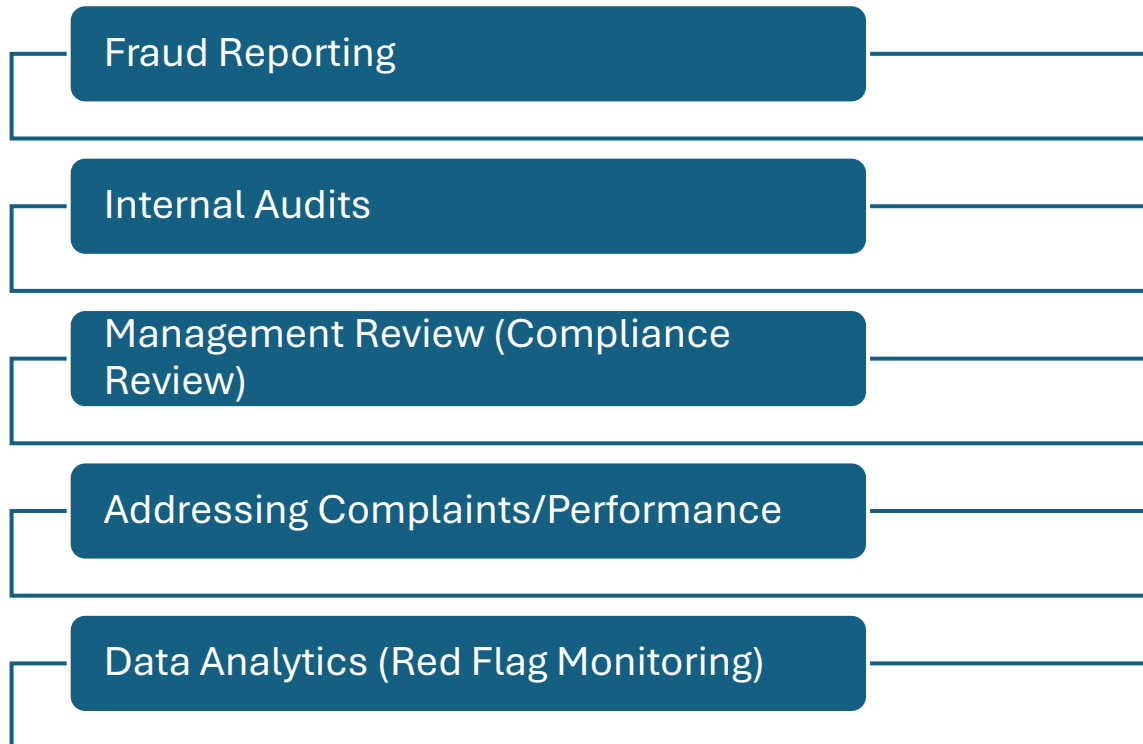 Fraud Reporting
Internal Audits
Management Review (Compliance
Review)
Addressing Complaints/Performance
Data Analytics (Red Flag Monitoring)